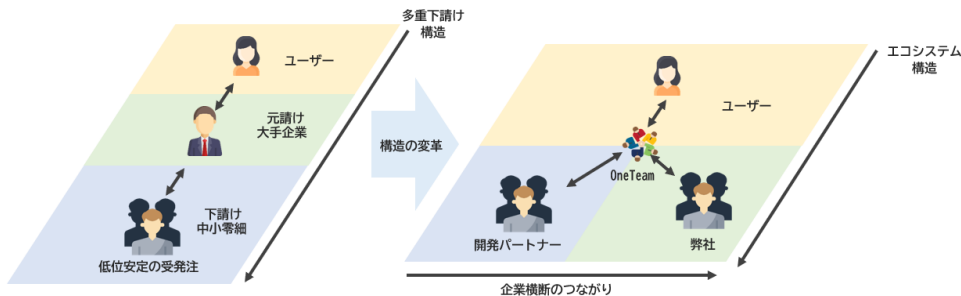 多重下請け
構造
ユーザー
元請け
大手企業
下請け
中小零細
低位安定の受発注
構造の変革
エコシステム
構造
ユーザー
OneTeam
開発パートナー
弊社
企業横断のつながり